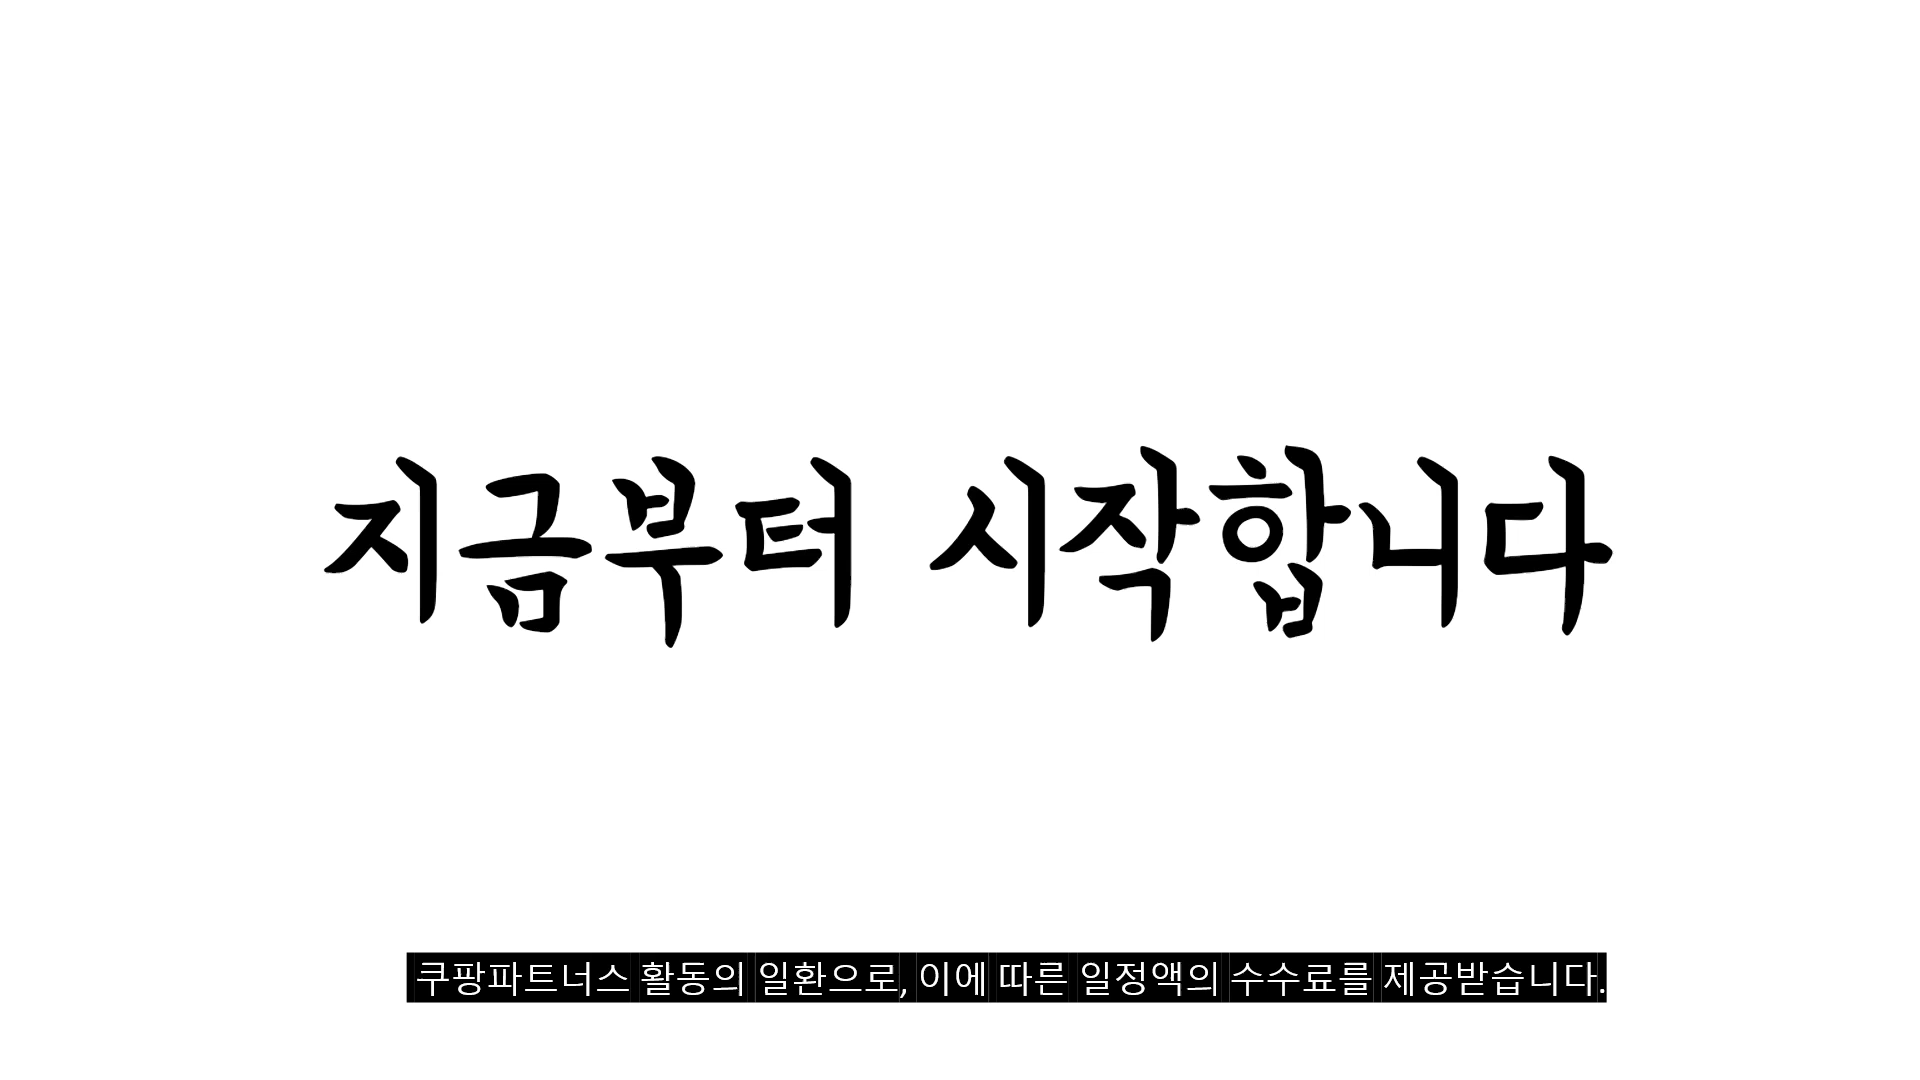 지금부터 시작합니다
쿠팡파트너스 활동의 일환으로, 이에 따른 일정액의 수수료를 제공받습니다.